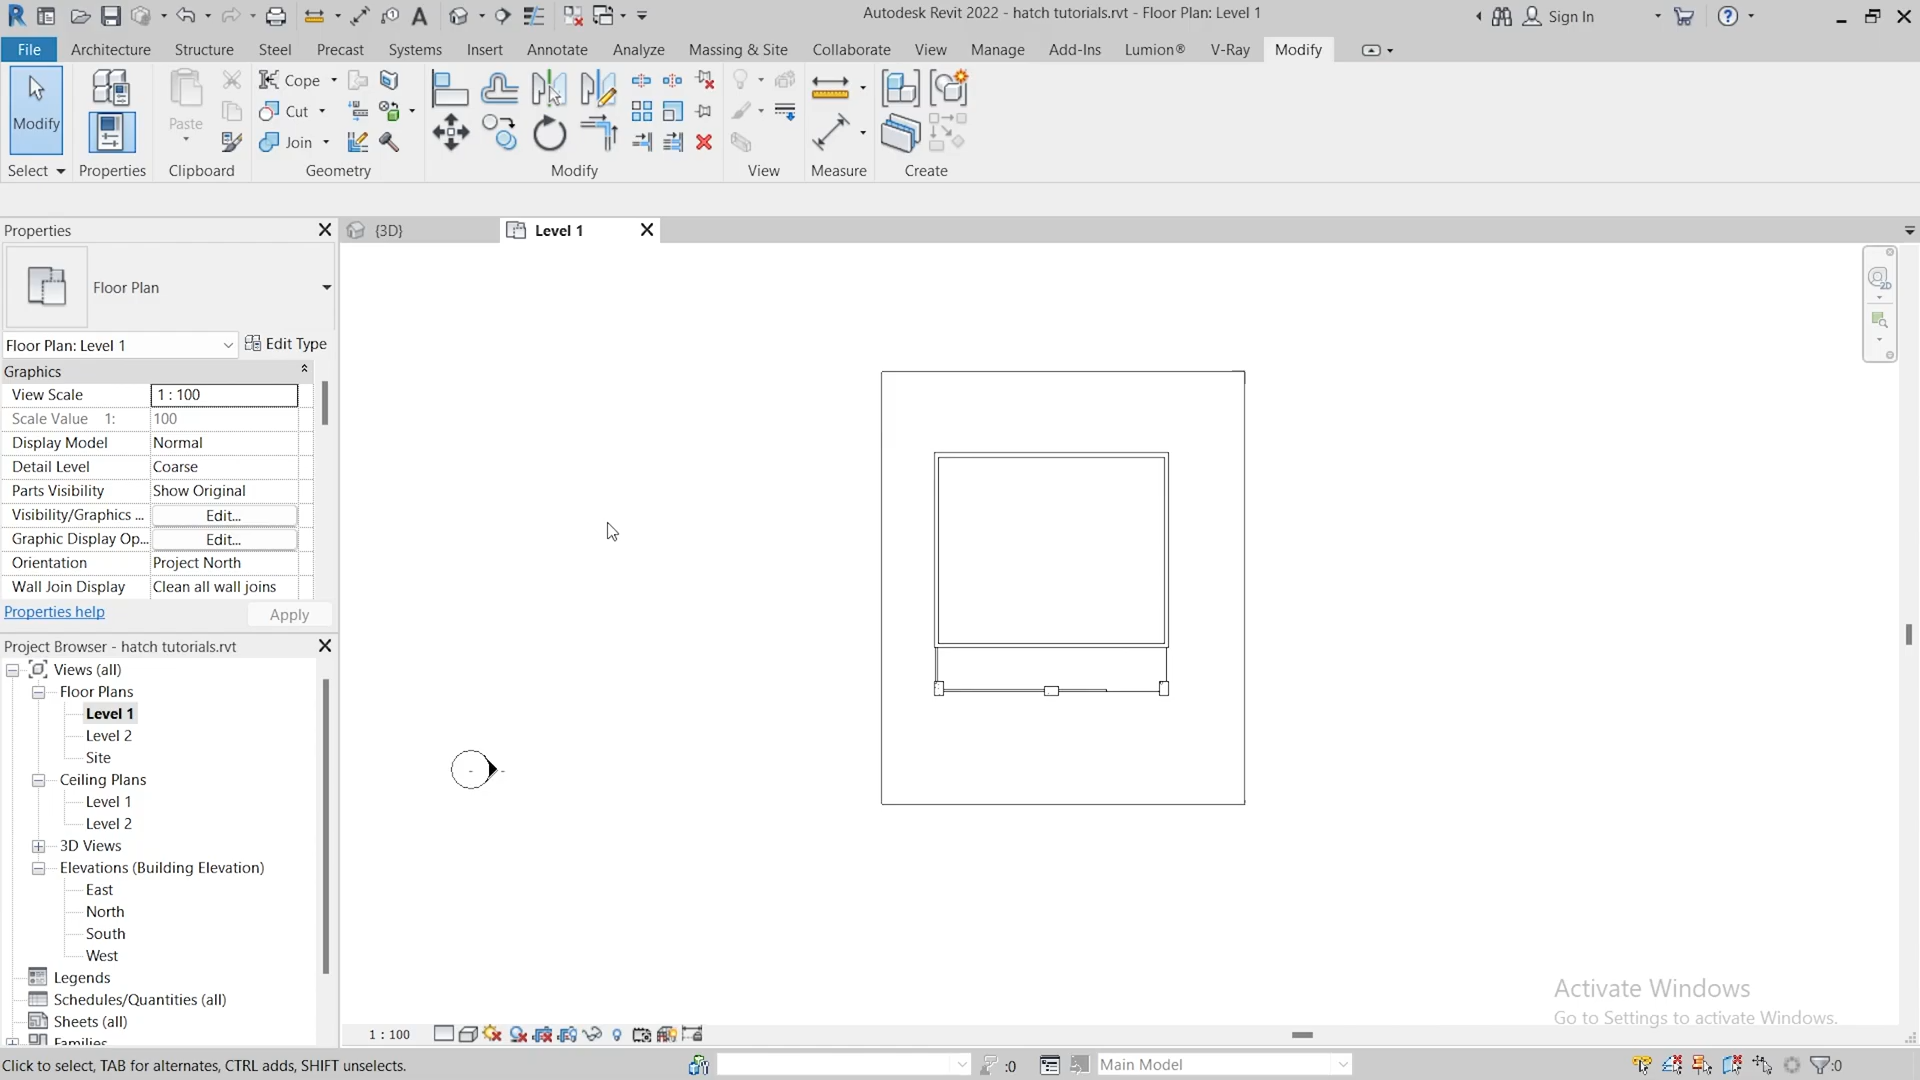 Autodesk Revit 2022 - hatch tutorials.rvt - Floor Plan: Level 1
Sign In
File Architecture Structure Steel Precast Systems Insert Annotate Analyze Massing & Site Collaborate View Manage Add-Ins Lumion® V-Ray Modify
Modify
Paste
Cope
Cut
Join
Select Properties Clipboard Geometry Modify View Measure Create
Properties
{3D}
Level 1
Floor Plan
Floor Plan: Level 1
Edit Type
Graphics
View Scale 1 : 100
Scale Value 1: 100
Display Model Normal
Detail Level Coarse
Parts Visibility Show Original
Visibility/Graphics ... Edit...
Graphic Display Op... Edit...
Orientation Project North
Wall Join Display Clean all wall joins
Properties help
Apply
Project Browser - hatch tutorials.rvt
Views (all)
Floor Plans
Level 1
Level 2
Site
Ceiling Plans
Level 1
Level 2
3D Views
Elevations (Building Elevation)
East
North
South
West
Legends
Schedules/Quantities (all)
Sheets (all)
Families
2D
Activate Windows
Go to Settings to activate Windows.
1 : 100
Click to select, TAB for alternates, CTRL adds, SHIFT unselects.
:0
Main Model
:0